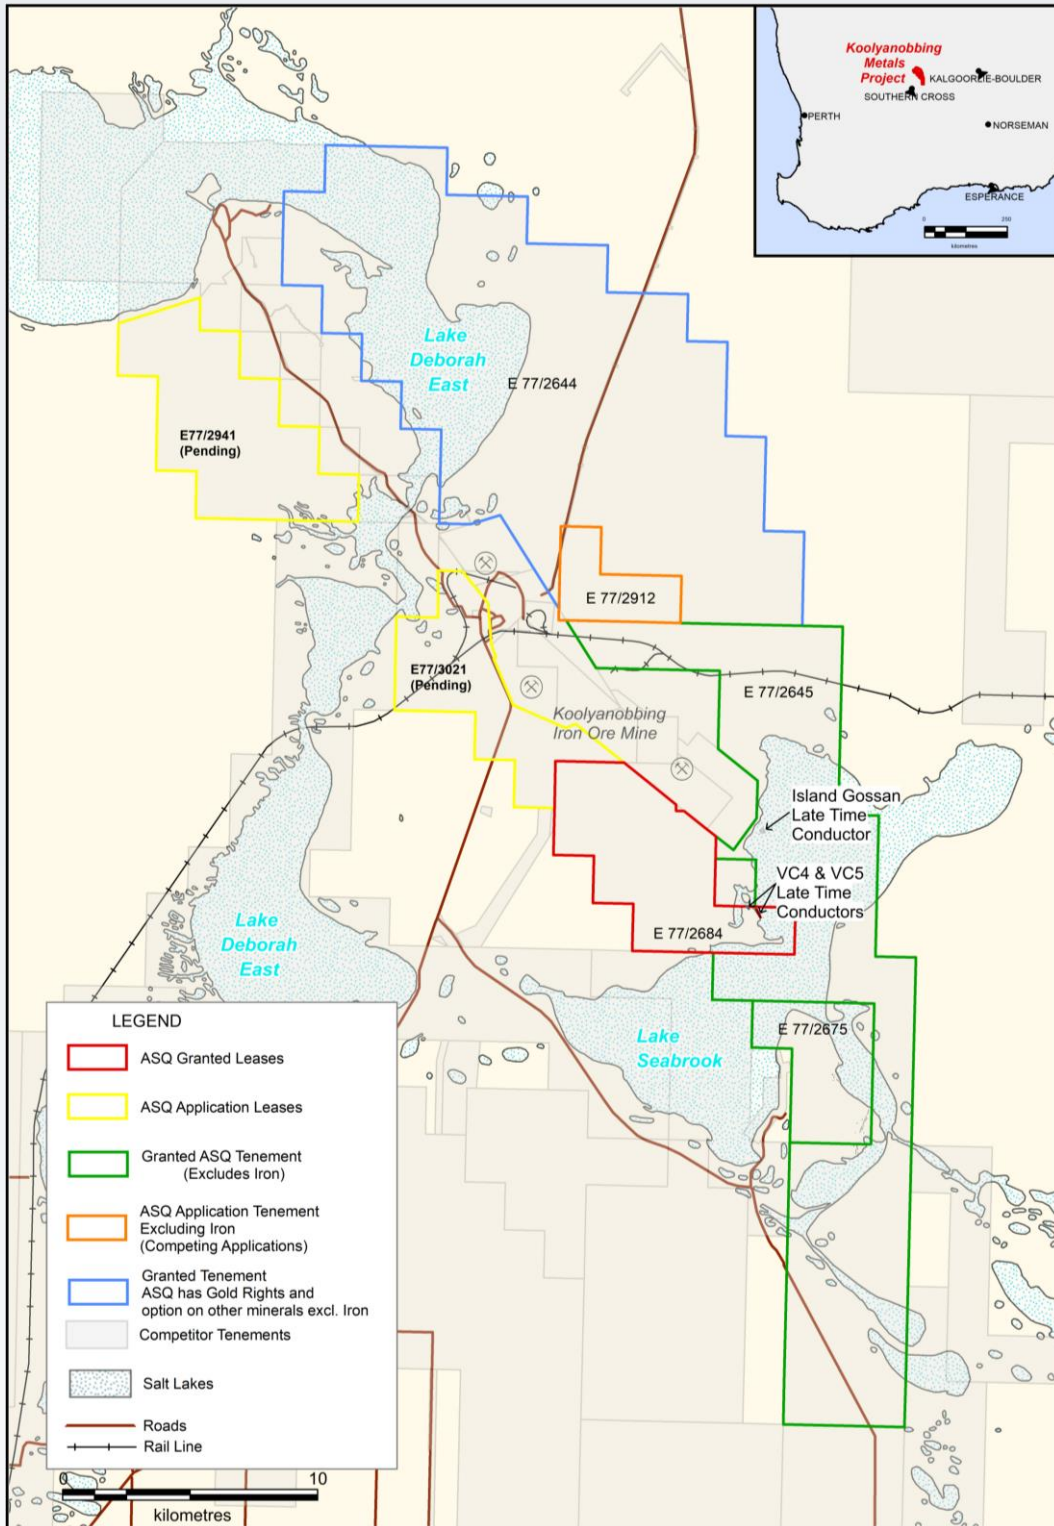 Koolyanobbing
Metals
Project
KALGOORLIE-BOULDER
SOUTHERN CROSS
PERTH
NORSEMAN
ESPERANCE
0 250
kilometres
Lake
Deborah
East
E 77/2644
E77/2941
(Pending)
E 77/2912
E77/3021
(Pending)
E 77/2645
Koolyanobbing
Iron Ore Mine
Island Gossan
Late Time
Conductor
VC4 & VC5
Late Time
Conductors
E 77/2684
Lake
Deborah
East
Lake
Seabrook
E 77/2675
LEGEND
ASQ Granted Leases
ASQ Application Leases
Granted ASQ Tenement
(Excludes Iron)
ASQ Application Tenement
Excluding Iron
(Competing Applications)
Granted Tenement
ASQ has Gold Rights and
option on other minerals excl. Iron
Competitor Tenements
Salt Lakes
Roads
Rail Line
0 10
kilometres